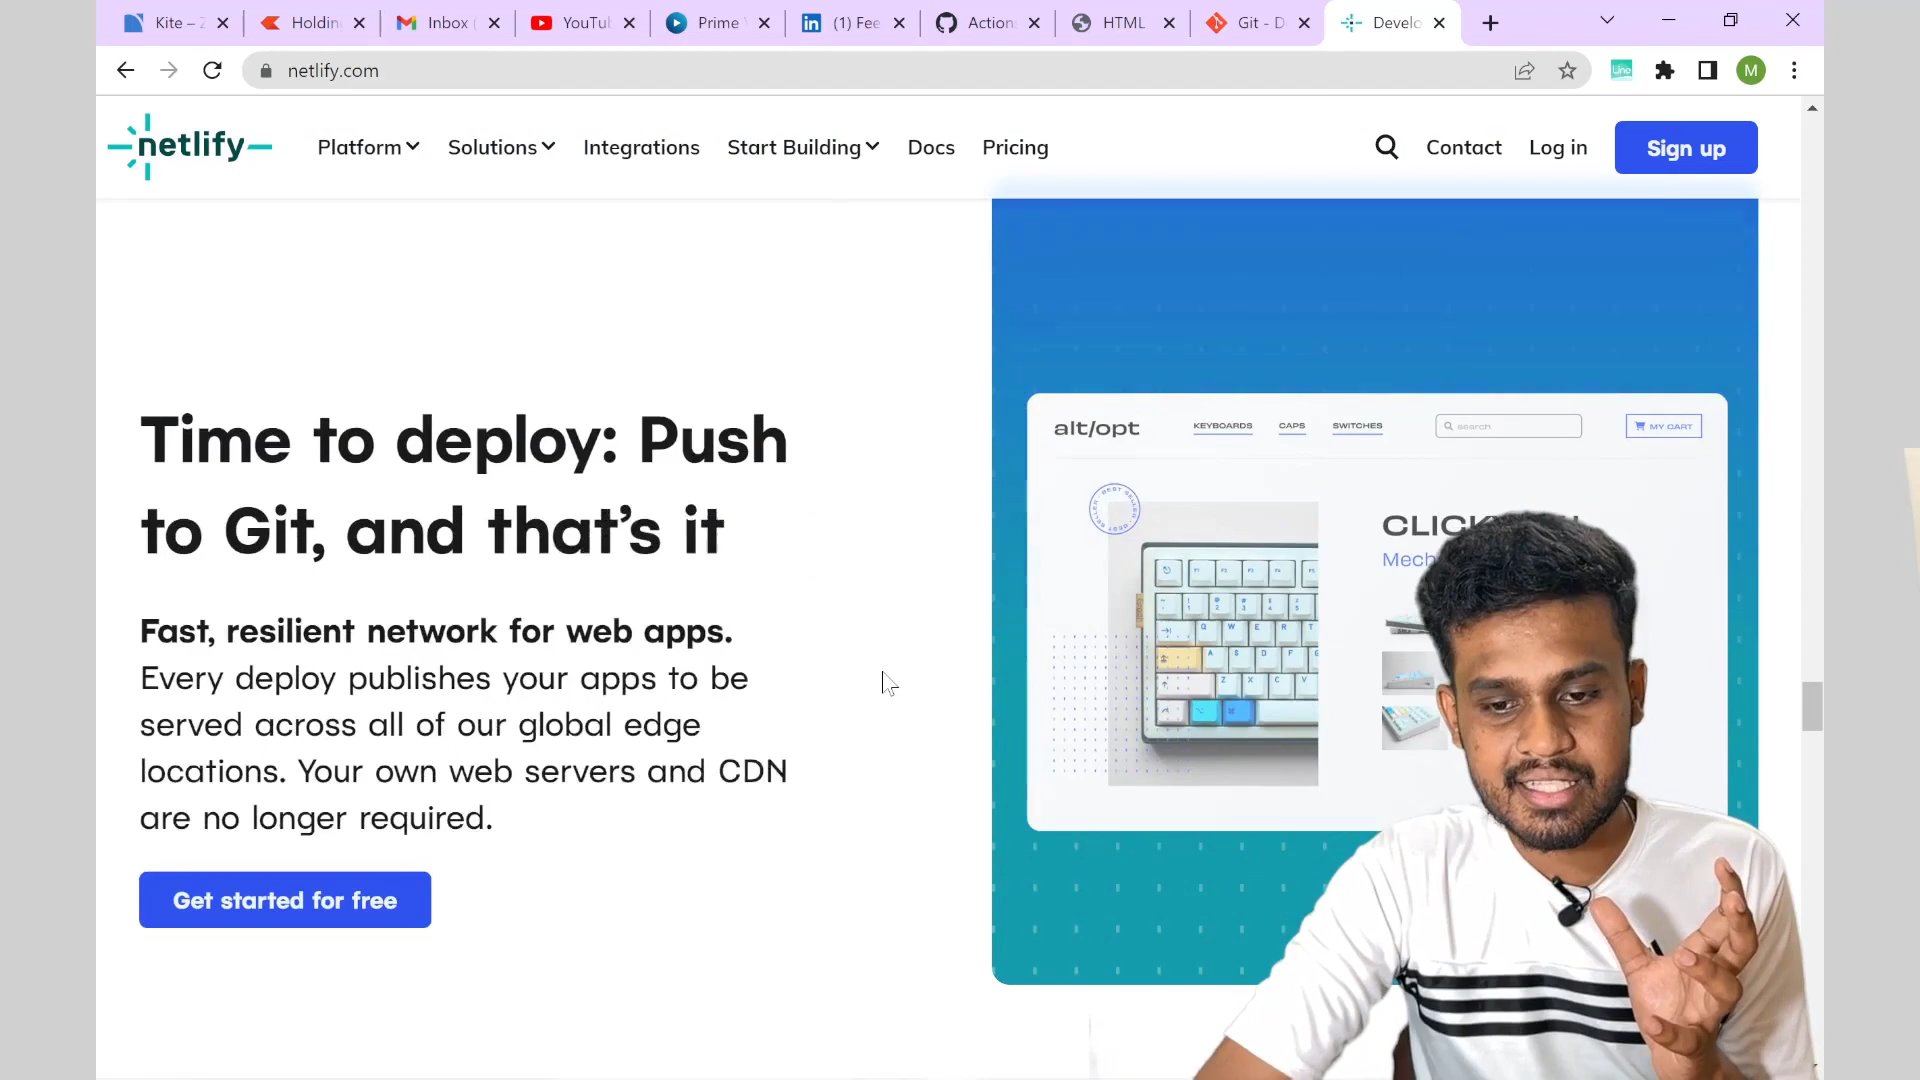 Kite – Z
Holdin
Inbox (
YouTub
Prime V
(1) Fee
Action
HTML
Git - D
Develo
netlify.com
M
netlify
Platform
Solutions
Integrations
Start Building
Docs
Pricing
Contact
Log in
Sign up
Time to deploy: Push
to Git, and that’s it
Fast, resilient network for web apps.
Every deploy publishes your apps to be
served across all of our global edge
locations. Your own web servers and CDN
are no longer required.
Get started for free
alt/opt
KEYBOARDS
CAPS
SWITCHES
search
MY CART
BEST SELLER
CLICK
Mech